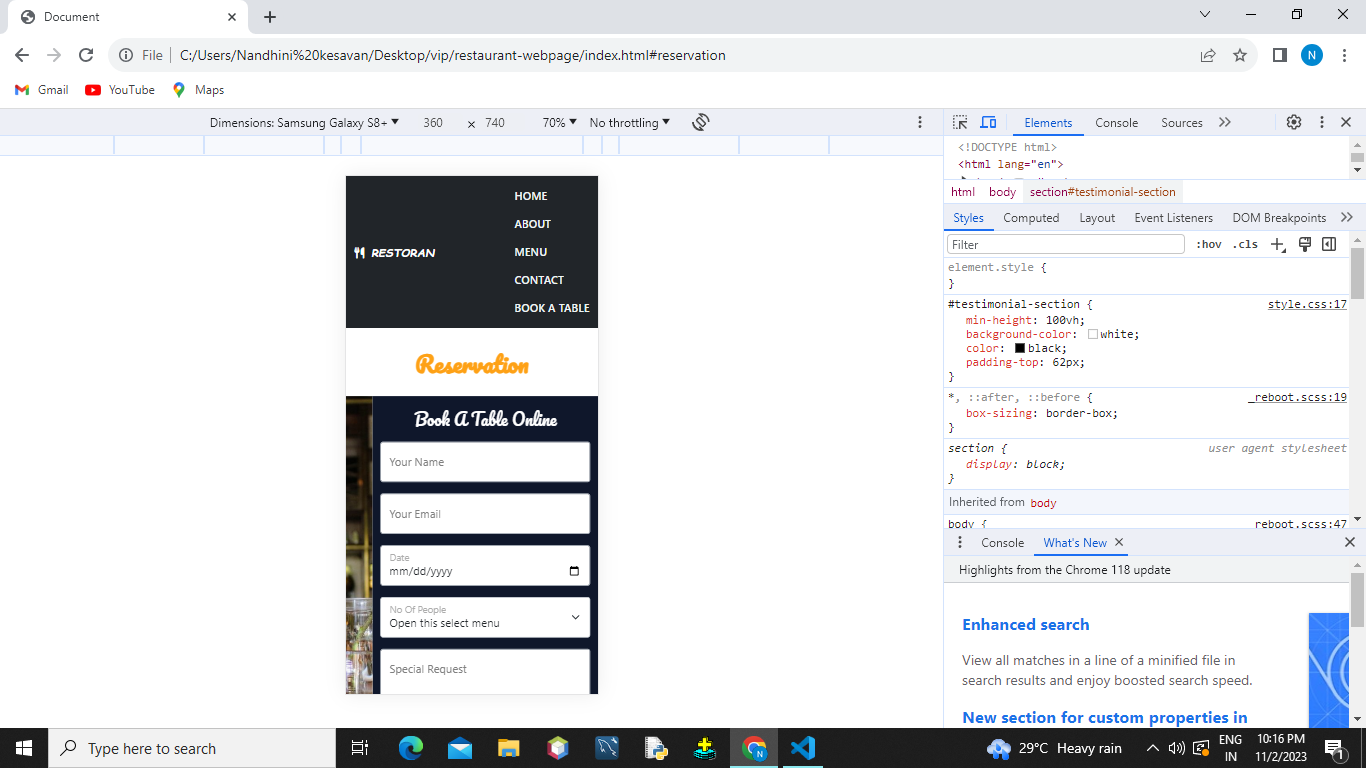 Document
File
C:/Users/Nandhini%20kesavan/Desktop/vip/restaurant-webpage/index.html#reservation
N
Gmail
YouTube
Maps
Dimensions: Samsung Galaxy S8+ 360 × 740 70% No throttling
Elements Console Sources
<!DOCTYPE html>
<html lang="en">
html body section#testimonial-section
Styles Computed Layout Event Listeners DOM Breakpoints
Filter :hov .cls
element.style {
}
#testimonial-section { style.css:17
min-height: 100vh;
background-color: white;
color: black;
padding-top: 62px;
}
*, ::after, ::before { _reboot.scss:19
box-sizing: border-box;
}
section { user agent stylesheet
display: block;
}
Inherited from body
body { reboot.scss:47
Console What's New
Highlights from the Chrome 118 update
Enhanced search
View all matches in a line of a minified file in
search results and enjoy boosted search speed.
New section for custom properties in
HOME
ABOUT
RESTORAN
MENU
CONTACT
BOOK A TABLE
Reservation
Book A Table Online
Your Name
Your Email
Date
mm/dd/yyyy
No Of People
Open this select menu
Special Request
Type here to search
N
29°C Heavy rain
ENG
IN
10:16 PM
11/2/2023
1